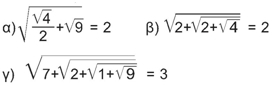 α) √(√4/2+√9) = 2 β) √(2+√(2+√4)) = 2
γ) √(7+√(2+√(1+√9))) = 3